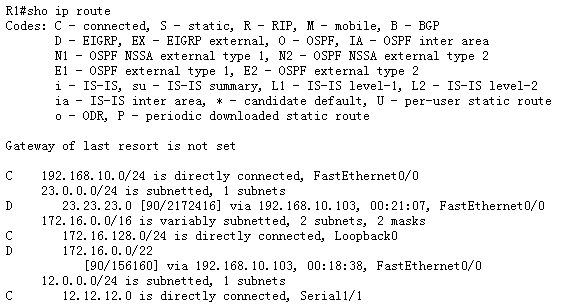 R1#sho ip route
Codes: C - connected, S - static, R - RIP, M - mobile, B - BGP
D - EIGRP, EX - EIGRP external, O - OSPF, IA - OSPF inter area
N1 - OSPF NSSA external type 1, N2 - OSPF NSSA external type 2
E1 - OSPF external type 1, E2 - OSPF external type 2
i - IS-IS, su - IS-IS summary, L1 - IS-IS level-1, L2 - IS-IS level-2
ia - IS-IS inter area, * - candidate default, U - per-user static route
o - ODR, P - periodic downloaded static route
Gateway of last resort is not set
C 192.168.10.0/24 is directly connected, FastEthernet0/0
23.0.0.0/24 is subnetted, 1 subnets
D 23.23.23.0 [90/2172416] via 192.168.10.103, 00:21:07, FastEthernet0/0
172.16.0.0/16 is variably subnetted, 2 subnets, 2 masks
C 172.16.128.0/24 is directly connected, Loopback0
D 172.16.0.0/22
[90/156160] via 192.168.10.103, 00:18:38, FastEthernet0/0
12.0.0.0/24 is subnetted, 1 subnets
C 12.12.12.0 is directly connected, Serial1/1